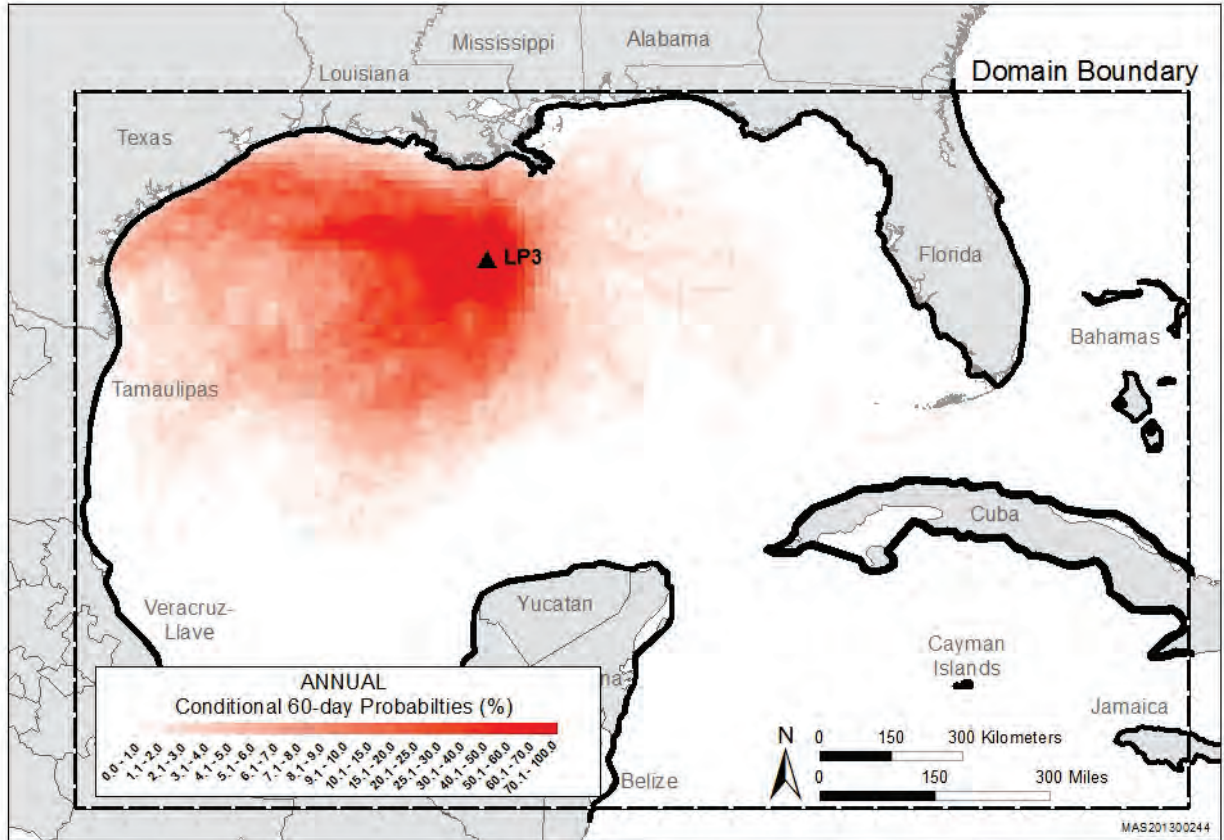 Mississippi
Alabama
Louisiana
Domain Boundary
Texas
LP3
Florida
Bahamas
Tamaulipas
Cuba
Yucatan
Veracruz-
Llave
Cayman
Islands
na
Jamaica
ANNUAL
Conditional 60-day Probabilties (%)
0.0 - 1.0
1.1 - 2.0
2.1 - 3.0
3.1 - 4.0
4.1 - 5.0
5.1 - 6.0
6.1 - 7.0
7.1 - 8.0
8.1 - 9.0
9.1 - 10.0
10.1 - 15.0
15.1 - 20.0
20.1 - 25.0
25.1 - 30.0
30.1 - 40.0
40.1 - 50.0
50.1 - 60.0
60.1 - 70.0
70.1 - 100.0
N
0 150 300 Kilometers
0 150 300 Miles
Belize
MAS201300244